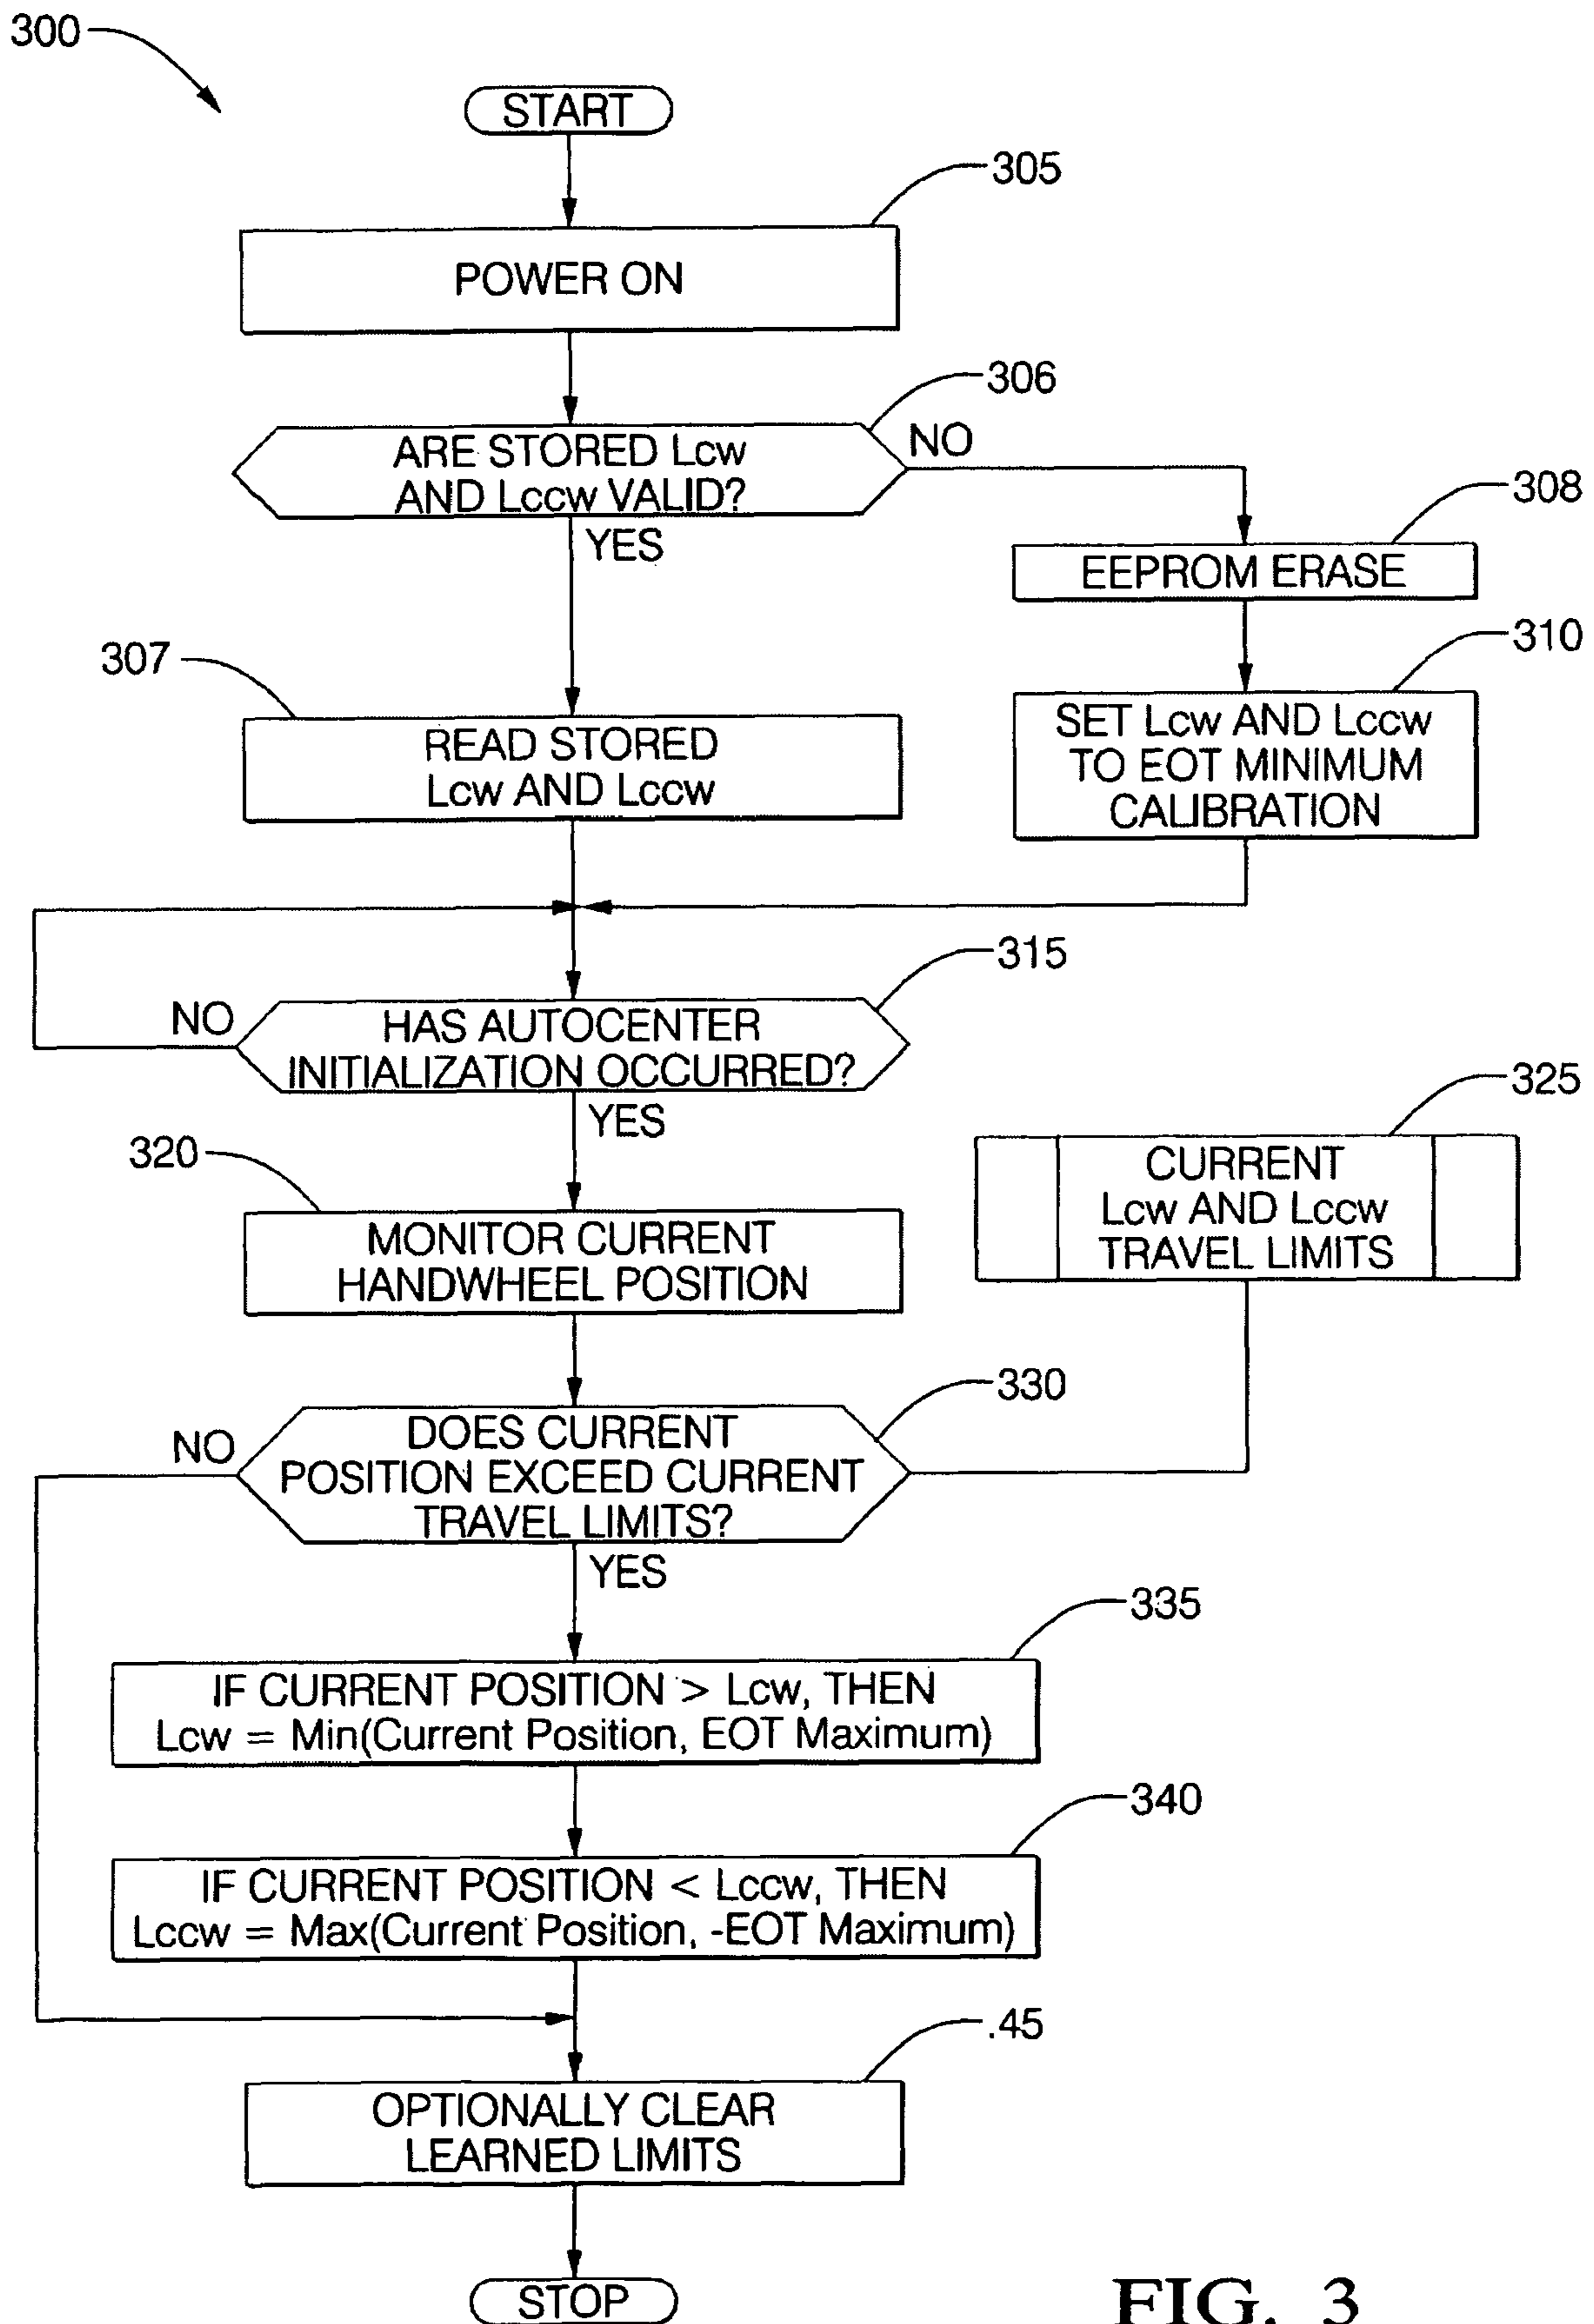 300
START
305
POWER ON
306
ARE STORED Lcw
AND Lccw VALID?
NO
YES
308
EEPROM ERASE
307
READ STORED
Lcw AND Lccw
310
SET Lcw AND Lccw
TO EOT MINIMUM
CALIBRATION
315
NO
HAS AUTOCENTER
INITIALIZATION OCCURRED?
YES
320
MONITOR CURRENT
HANDWHEEL POSITION
325
CURRENT
Lcw AND Lccw
TRAVEL LIMITS
330
NO
DOES CURRENT
POSITION EXCEED CURRENT
TRAVEL LIMITS?
YES
335
IF CURRENT POSITION > Lcw, THEN
Lcw = Min(Current Position, EOT Maximum)
340
IF CURRENT POSITION < Lccw, THEN
Lccw = Max(Current Position, -EOT Maximum)
.45
OPTIONALLY CLEAR
LEARNED LIMITS
STOP
FIG. 3